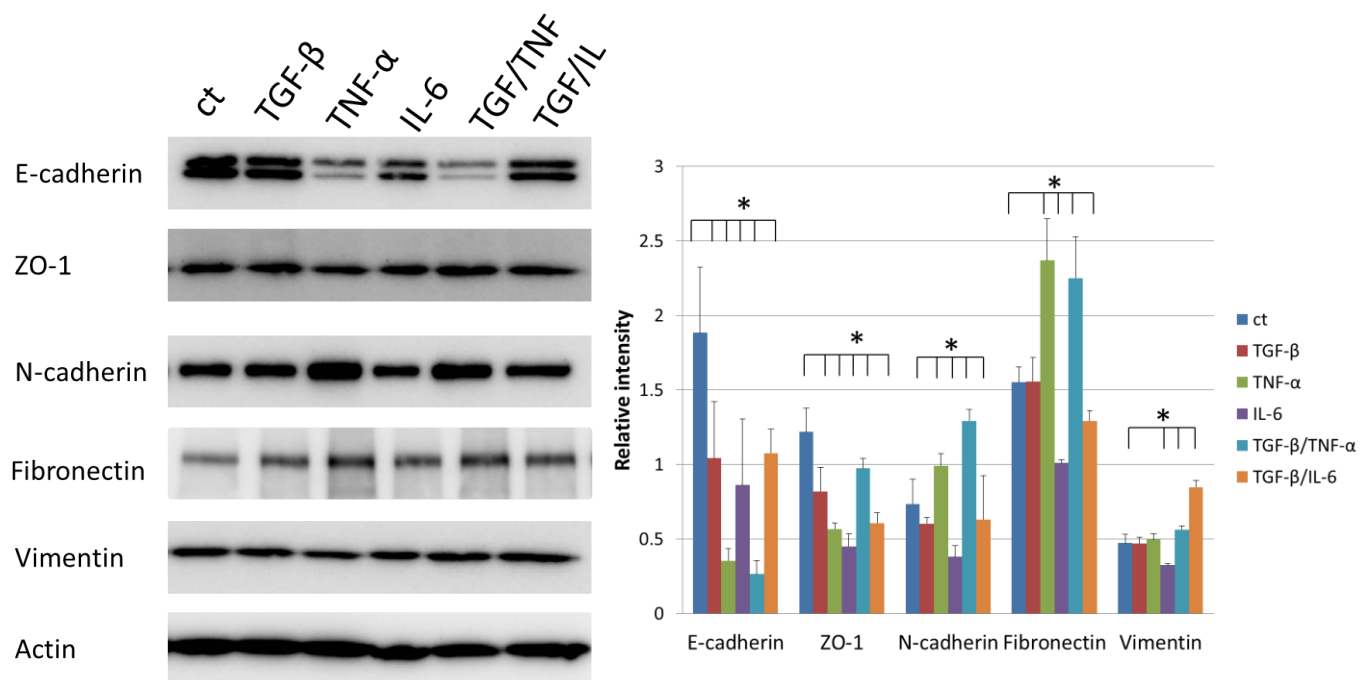 ct
TGF-β
TNF-α
IL-6
TGF/TNF
TGF/IL
E-cadherin
ZO-1
N-cadherin
Fibronectin
Vimentin
Actin
Relative intensity
3
2.5
2
1.5
1
0.5
0
*
*
*
*
*
E-cadherin
ZO-1
N-cadherin
Fibronectin
Vimentin
ct
TGF-β
TNF-α
IL-6
TGF-β/TNF-α
TGF-β/IL-6